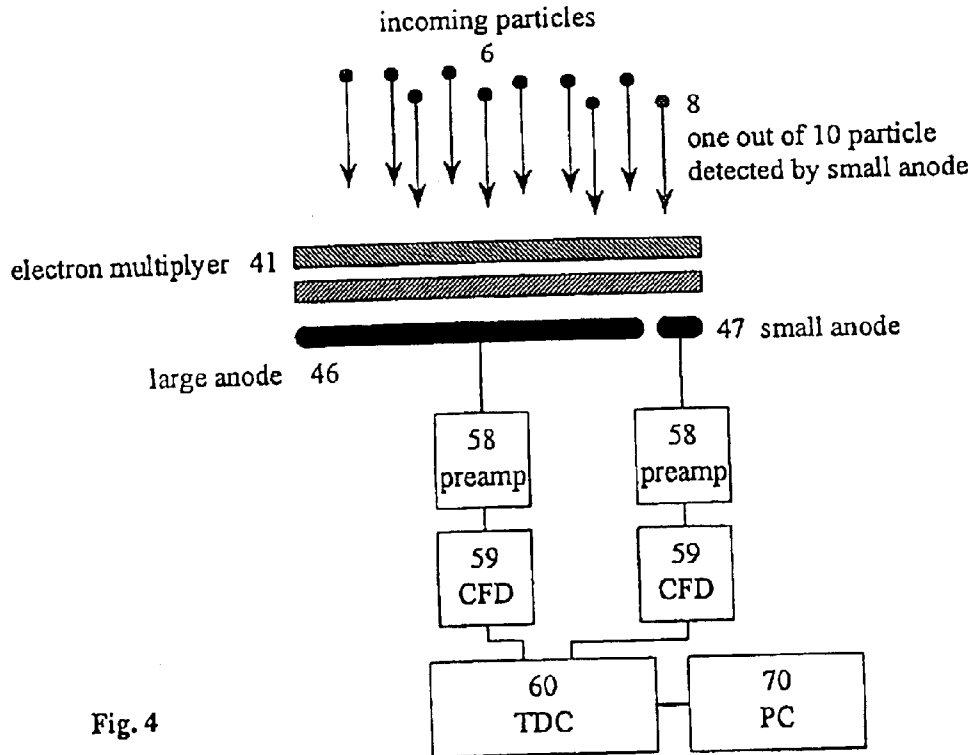 incoming particles
6
8
one out of 10 particle
detected by small anode
electron multiplyer 41
47 small anode
large anode 46
58
preamp
58
preamp
59
CFD
59
CFD
60
TDC
70
PC
Fig. 4